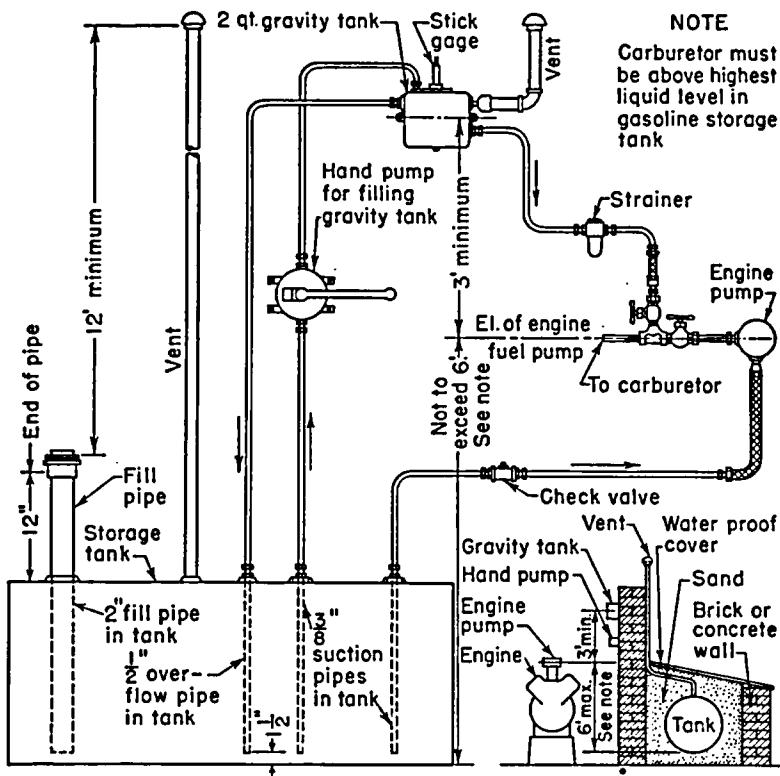 2 qt. gravity tank
Stick
gage
Vent
NOTE
Carburetor must
be above highest
liquid level in
gasoline storage
tank
12' minimum
Vent
Hand pump
for filling
gravity tank
3' minimum
Strainer
Engine
pump
El. of engine
fuel pump
To carburetor
Not to
exceed 6'.
See note
End of pipe
12"
Fill
pipe
Storage
tank
Check valve
2" fill pipe
in tank
1/2" over-
flow pipe
in tank
3/8"
suction
pipes
in tank
1 1/2"
Vent
Water proof
cover
Gravity tank
Hand pump
Sand
Engine
pump
Brick or
concrete
wall
Engine
3' min.
6' max.
See note
Tank